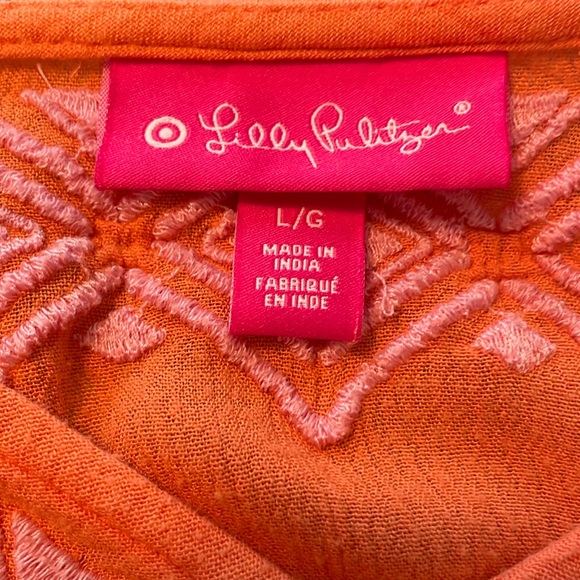 Lilly Pulitzer®
L/G
MADE IN
INDIA
FABRIQUÉ
EN INDE